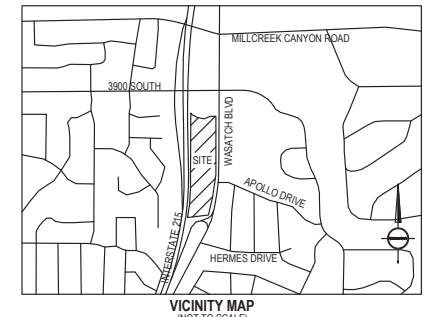 MILLCREEK CANYON ROAD
3900 SOUTH
WASATCH BLVD
SITE
APOLLO DRIVE
INTERSTATE 215
HERMES DRIVE
VICINITY MAP
(NOT TO SCALE)